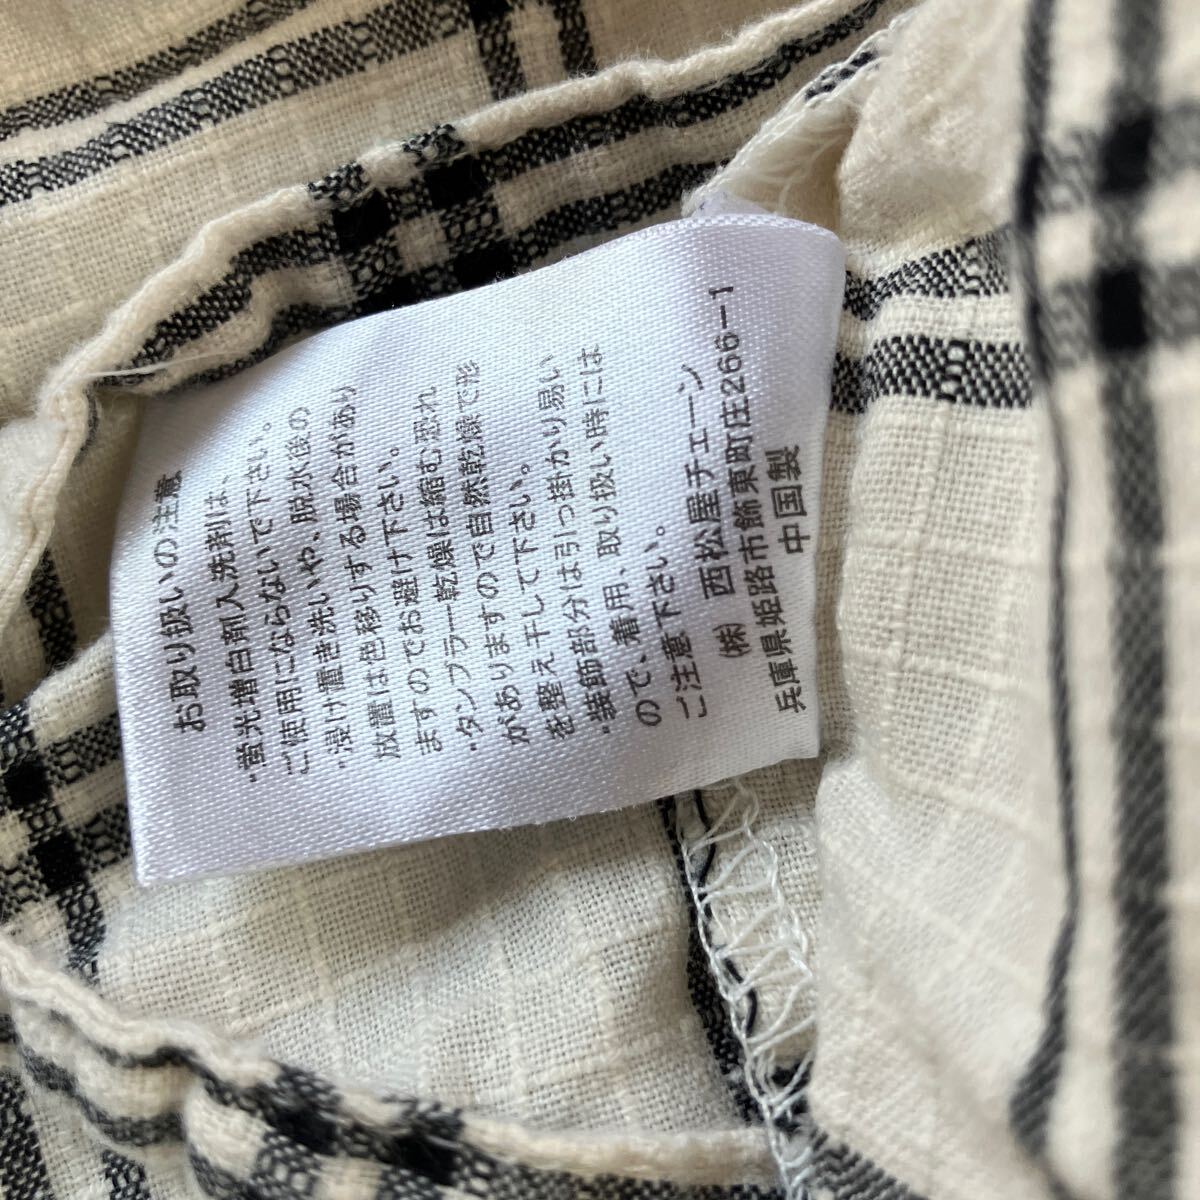 お取り扱いの注意
・蛍光増白剤入洗剤は、
ご使用にならないで下さい。
・浸け置き洗いや、脱水後の
放置は色移りする場合があり
ますのでお避け下さい。
・タンブラー乾燥は縮む恐れ
がありますので自然乾燥で形
を整え干して下さい。
・装飾部分は引っ掛かり易い
ので、着用、取り扱い時には
ご注意下さい。
(株) 西松屋チェーン
兵庫県姫路市飾東町庄266-1
中国製